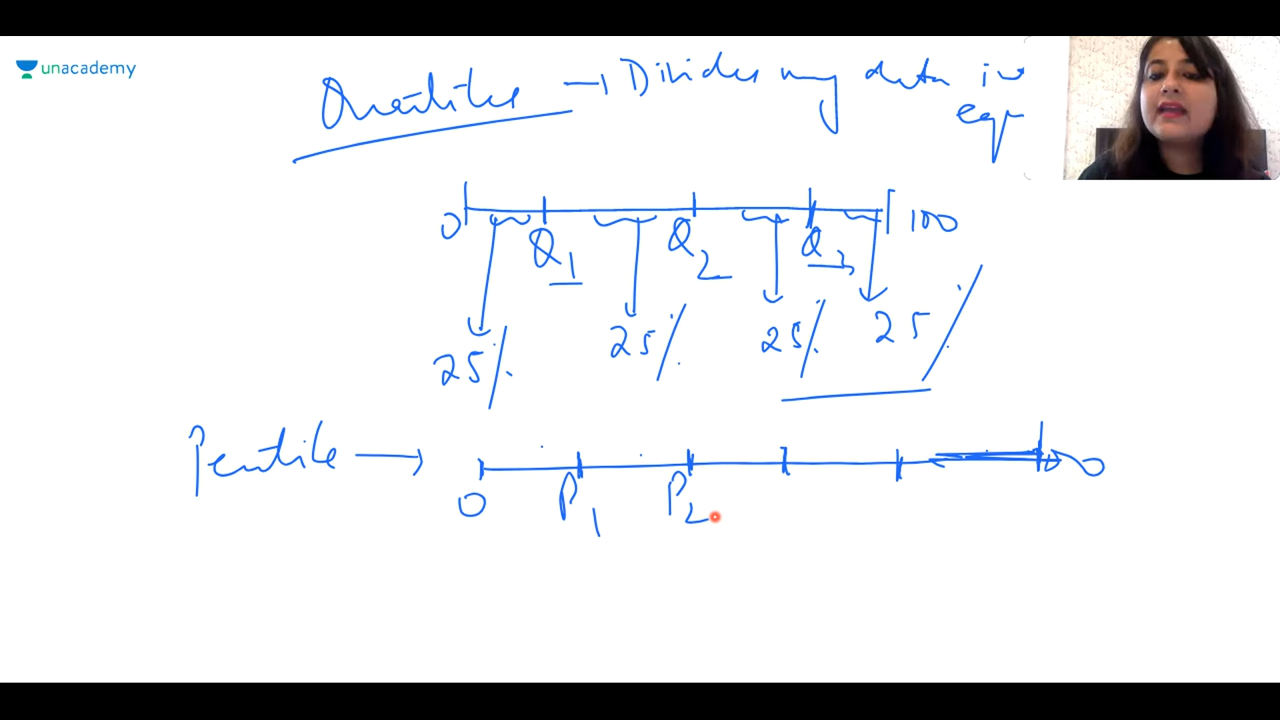 unacademy
Quartiles → Divides my data in
eq
0 Q1 Q2 Q3 100
25% 25% 25% 25%
Pentile →
0 P1 P2 100